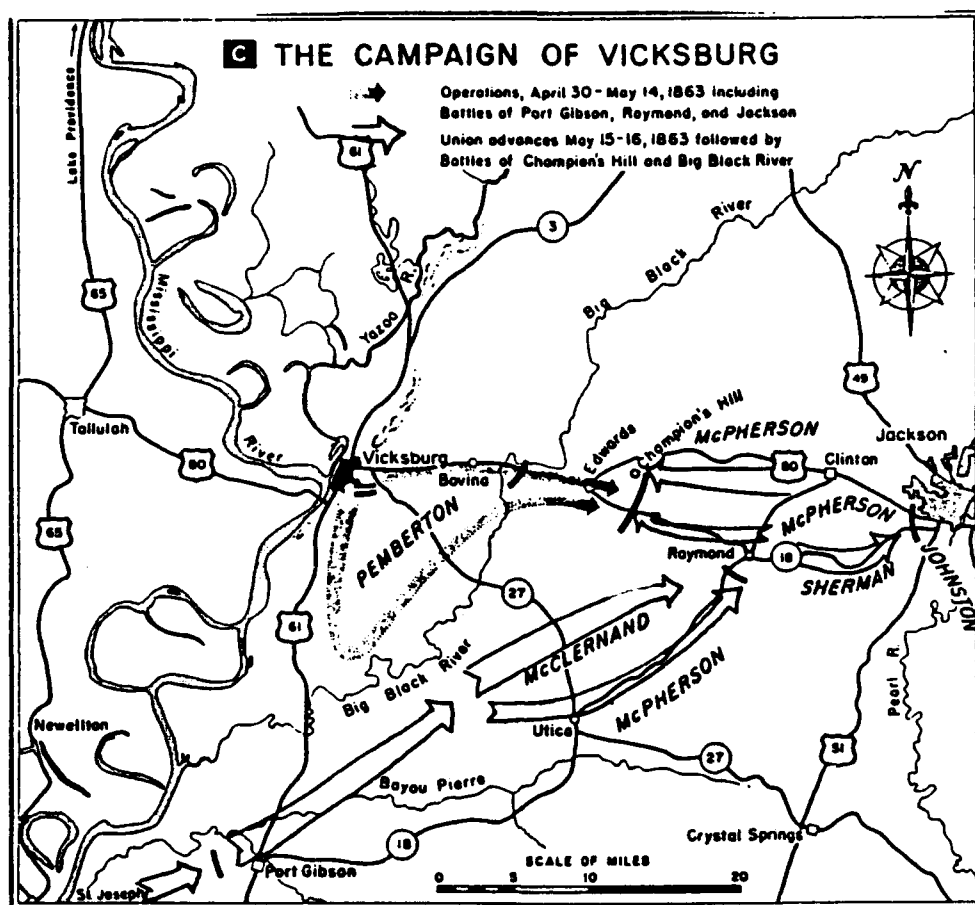 C THE CAMPAIGN OF VICKSBURG
Operations, April 30 - May 14, 1863 Including
Battles of Port Gibson, Raymond, and Jackson
Union advances May 15-16, 1863 followed by
Battles of Champion's Hill and Big Black River
Lake Providence
61
N
3
Big Black River
65
Mississippi
River
Yazoo R.
49
Tallulah
80
Vicksburg
Bovina
Edwards
Champion's Hill
McPHERSON
80
Clinton
Jackson
65
PEMBERTON
McPHERSON
Raymond
18
SHERMAN
JOHNSTON
27
61
Big Black River
McCLERNAND
McPHERSON
Pearl R.
Newellton
Utica
27
51
Bayou Pierre
18
Crystal Springs
St. Joseph
Port Gibson
SCALE OF MILES
0 5 10 20